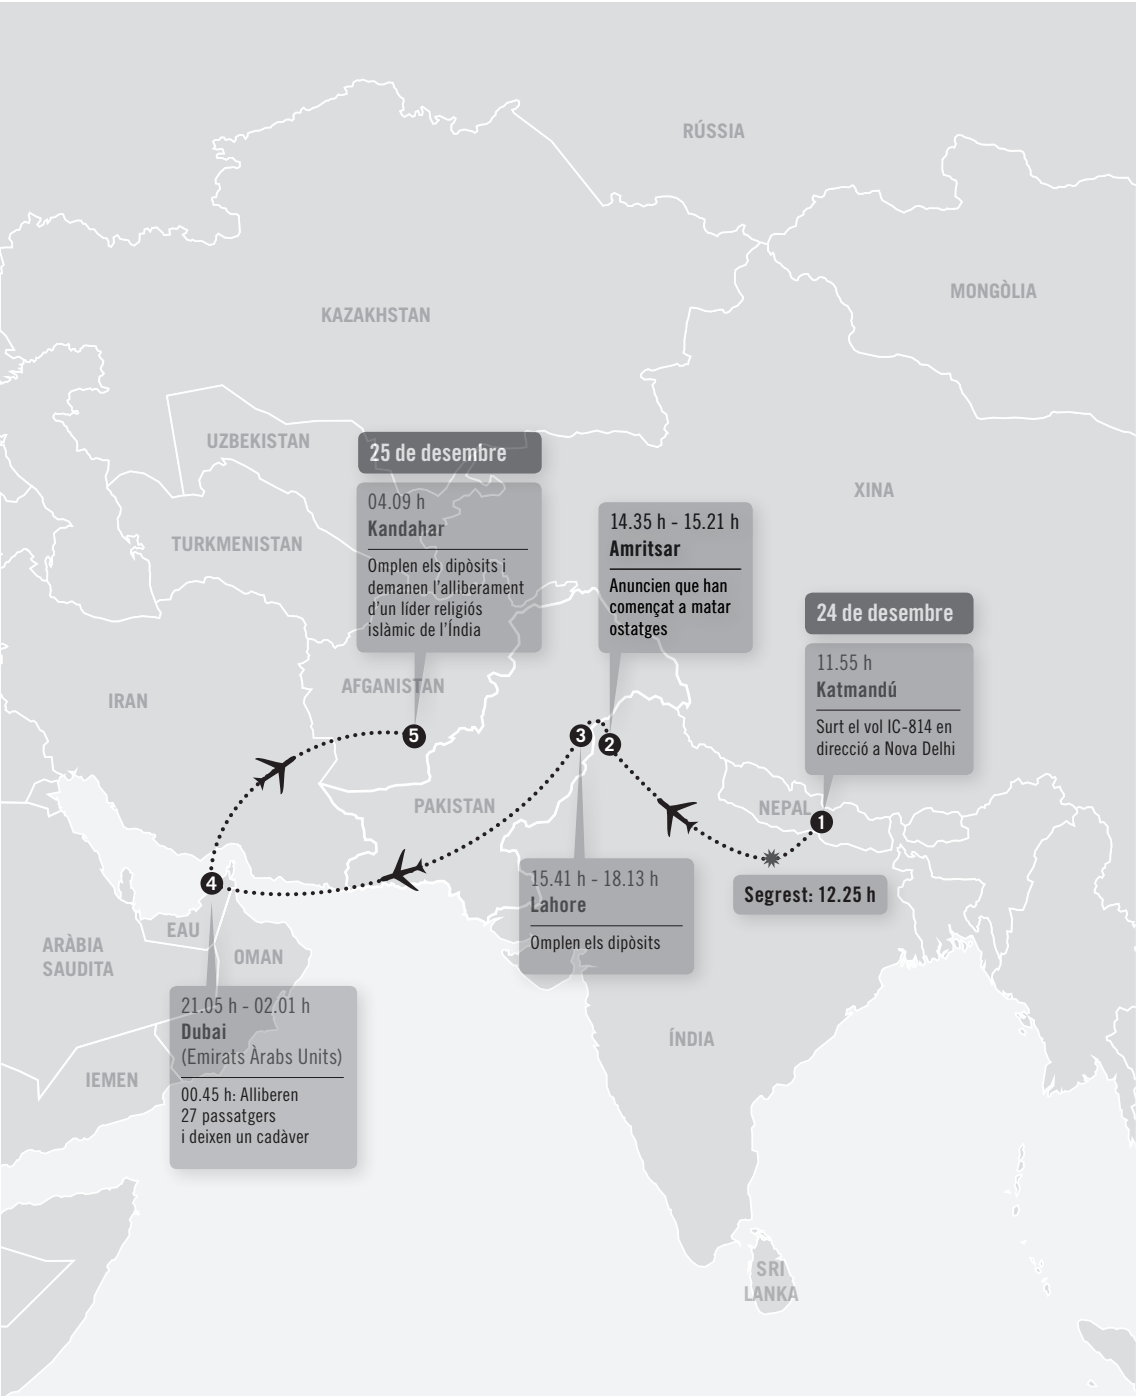 RÚSSIA
MONGÒLIA
KAZAKHSTAN
UZBEKISTAN
25 de desembre
XINA
04.09 h
Kandahar
Omplen els dipòsits i
demanen l’alliberament
d’un líder religiós
islàmic de l’Índia
14.35 h - 15.21 h
Amritsar
Anuncien que han
començat a matar
ostatges
TURKMENISTAN
24 de desembre
11.55 h
Katmandú
Surt el vol IC-814 en
direcció a Nova Delhi
IRAN
AFGANISTAN
5
3
2
PAKISTAN
NEPAL
1
4
15.41 h - 18.13 h
Lahore
Omplen els dipòsits
Segrest: 12.25 h
EAU
ARÀBIA
SAUDITA
OMAN
21.05 h - 02.01 h
Dubai
(Emirats Àrabs Units)
00.45 h: Alliberen
27 passatgers
i deixen un cadàver
ÍNDIA
IEMEN
SRI
LANKA